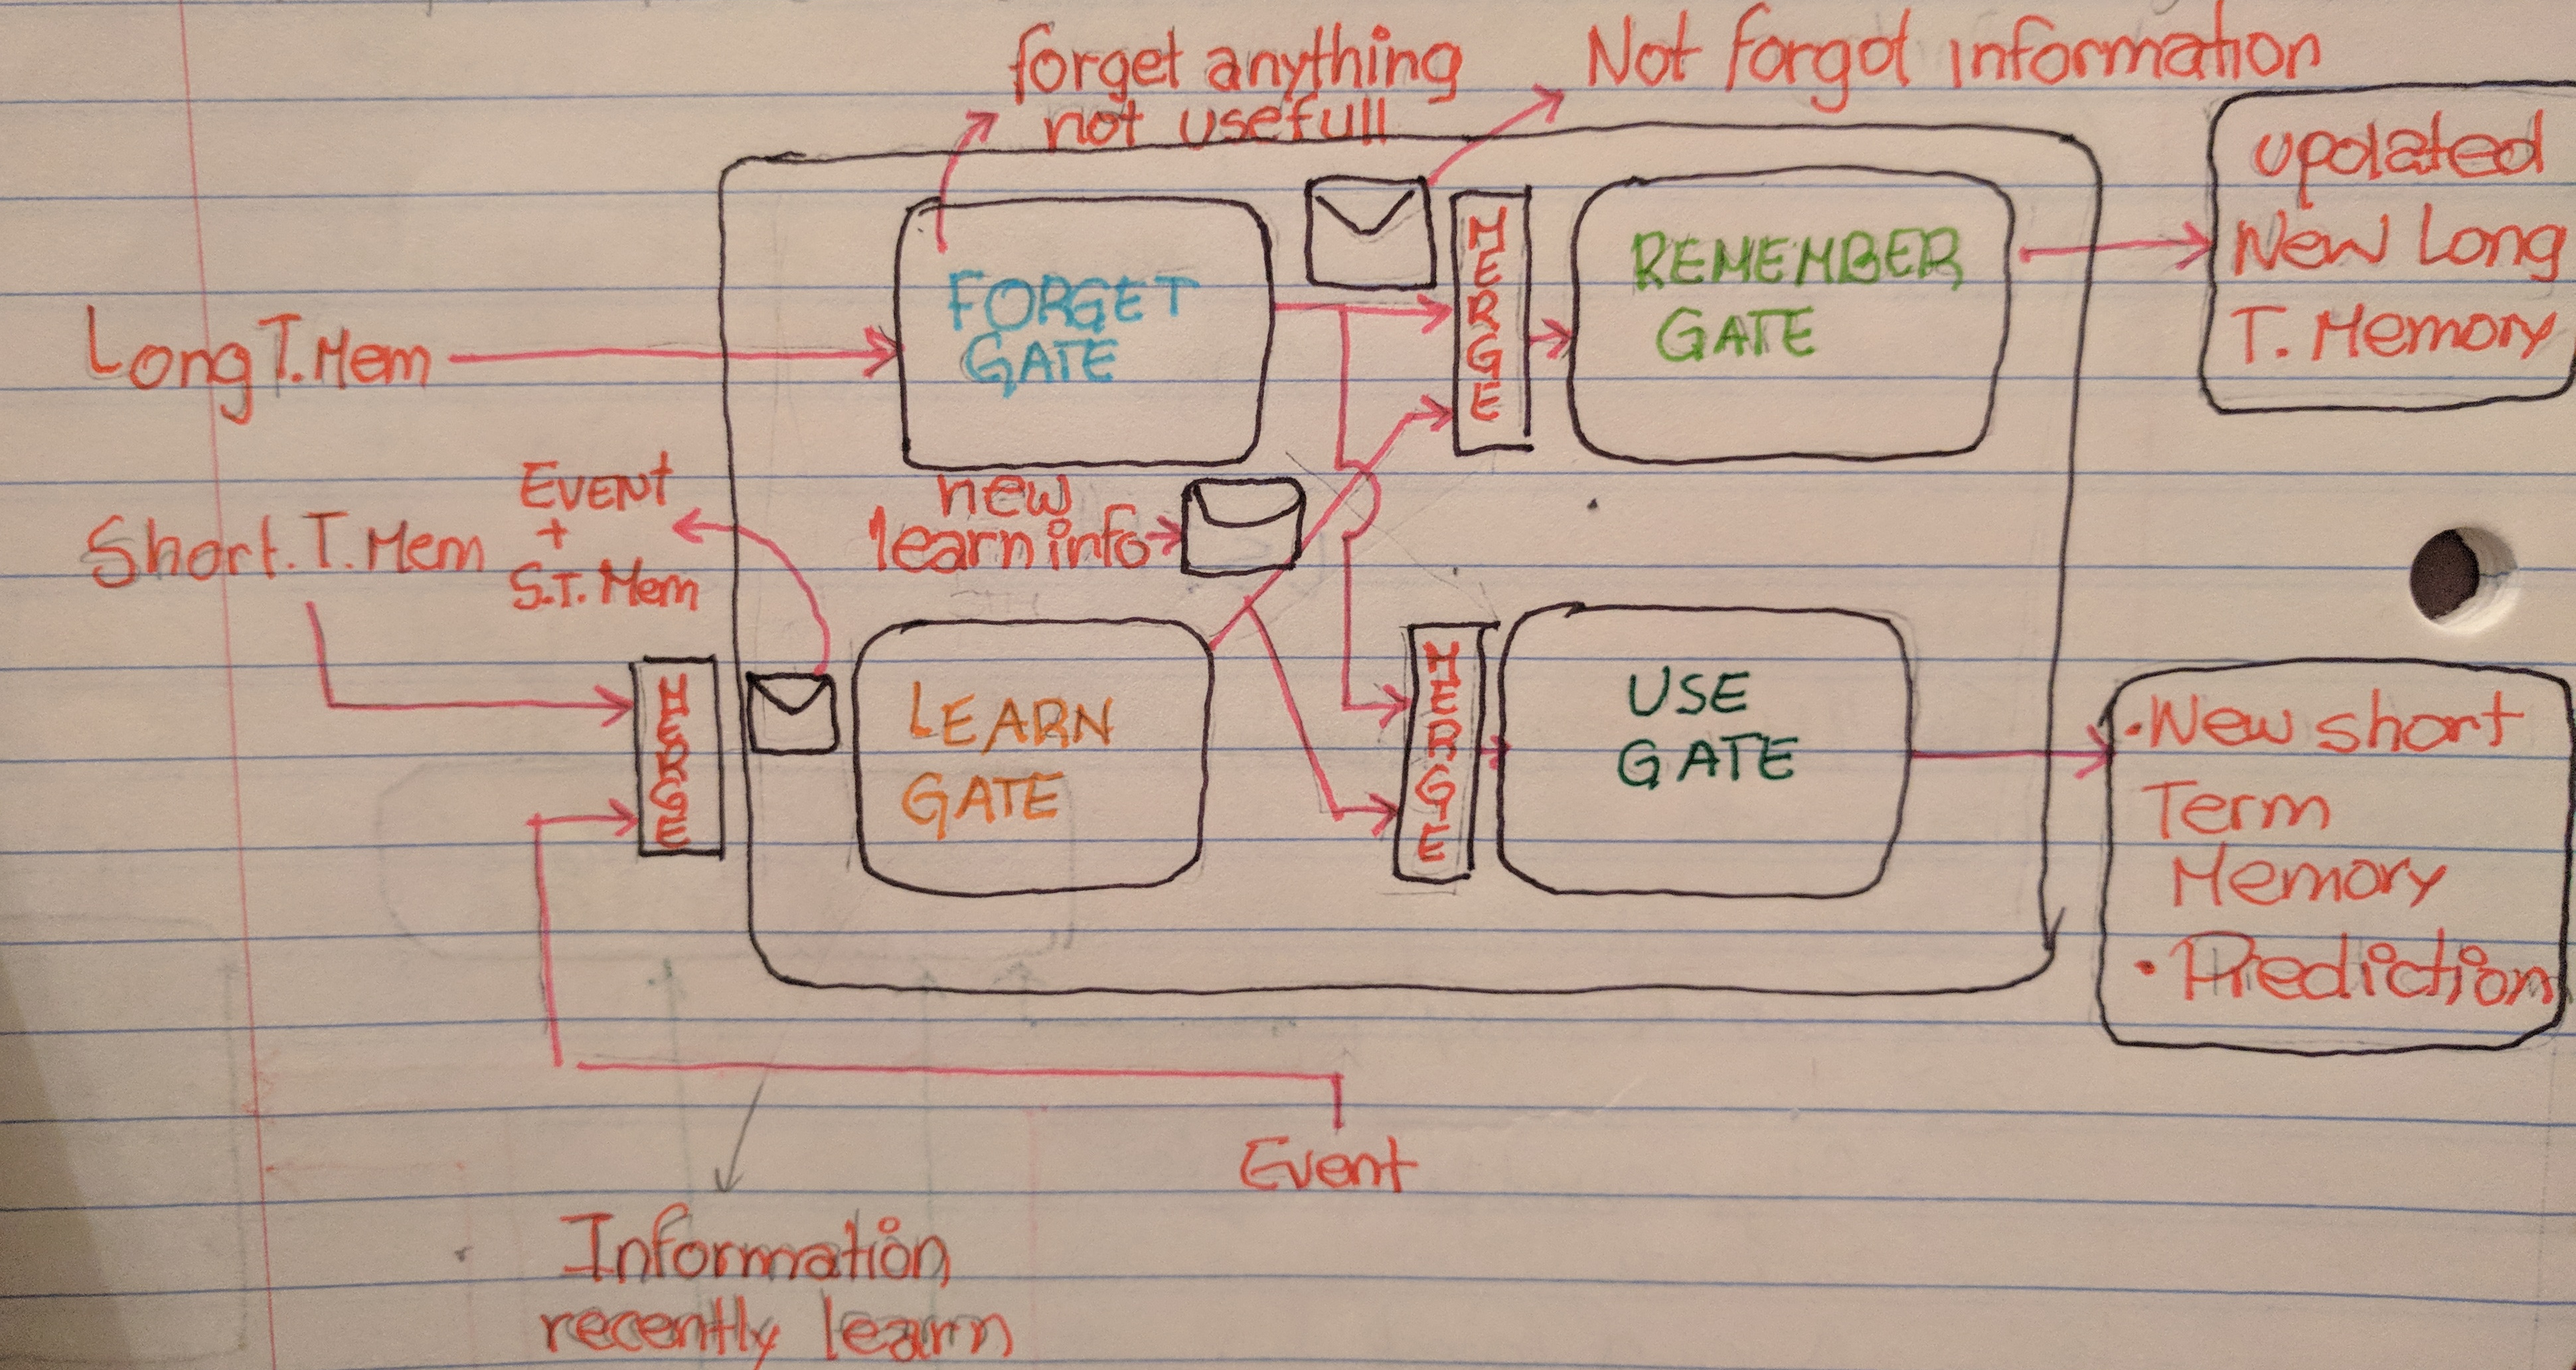 forget anything
not usefull
Not forgot information
updated
New Long
T. Memory
MERGE
REMEMBER
GATE
FORGET
GATE
Long T. Mem
EVENT
+
S.T. Mem
Short. T. Mem
new
learn info
MERGE
LEARN
GATE
MERGE
USE
GATE
• New short
Term
Memory
• Prediction
Event
Information
recently learn